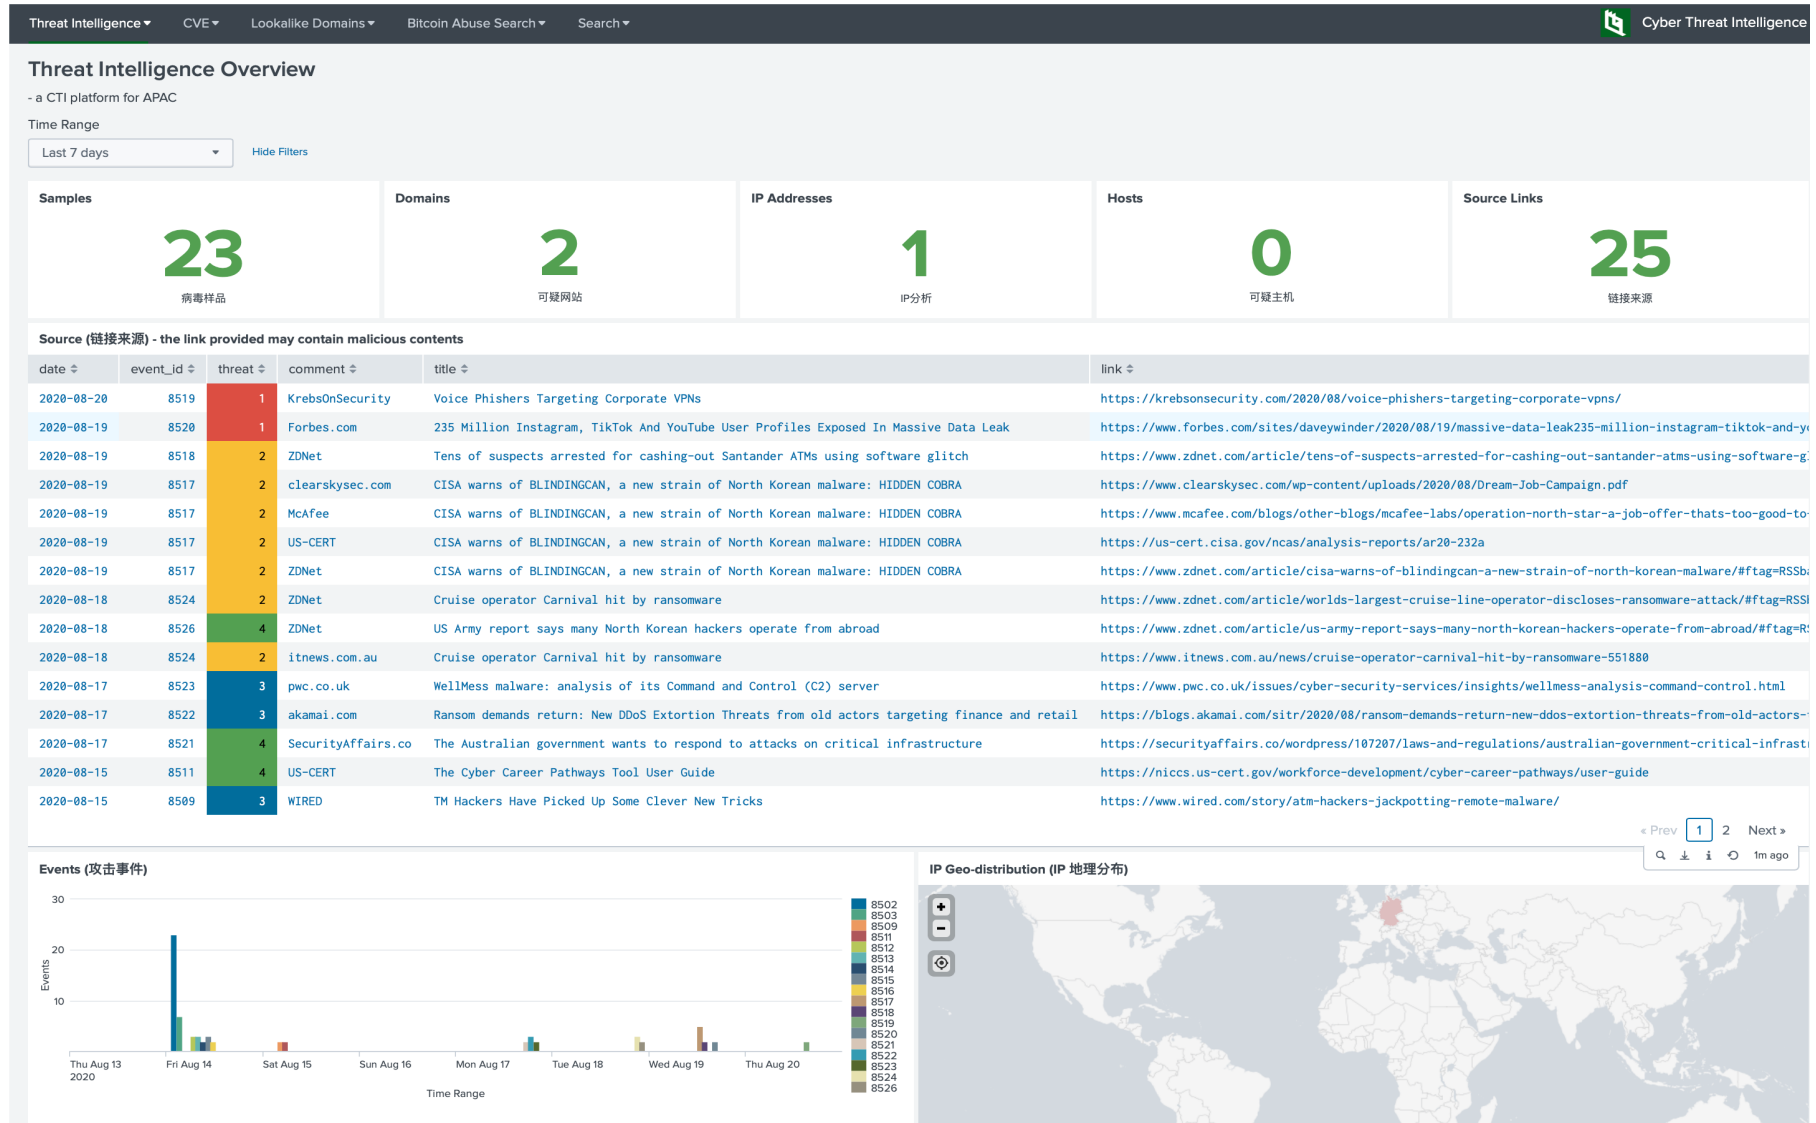 Threat Intelligence CVE Lookalike Domains Bitcoin Abuse Search Search Cyber Threat Intelligence
Threat Intelligence Overview
- a CTI platform for APAC
Time Range
Last 7 days Hide Filters
Samples Domains IP Addresses Hosts Source Links
23 2 1 0 25
病毒样品 可疑网站 IP分析 可疑主机 链接来源
Source (链接来源) - the link provided may contain malicious contents
date event_id threat comment title link
2020-08-20 8519 1 KrebsOnSecurity Voice Phishers Targeting Corporate VPNs https://krebsonsecurity.com/2020/08/voice-phishers-targeting-corporate-vpns/
2020-08-19 8520 1 Forbes.com 235 Million Instagram, TikTok And YouTube User Profiles Exposed In Massive Data Leak https://www.forbes.com/sites/daveywinder/2020/08/19/massive-data-leak235-million-instagram-tiktok-and-yo
2020-08-19 8518 2 ZDNet Tens of suspects arrested for cashing-out Santander ATMs using software glitch https://www.zdnet.com/article/tens-of-suspects-arrested-for-cashing-out-santander-atms-using-software-gl
2020-08-19 8517 2 clearskysec.com CISA warns of BLINDINGCAN, a new strain of North Korean malware: HIDDEN COBRA https://www.clearskysec.com/wp-content/uploads/2020/08/Dream-Job-Campaign.pdf
2020-08-19 8517 2 McAfee CISA warns of BLINDINGCAN, a new strain of North Korean malware: HIDDEN COBRA https://www.mcafee.com/blogs/other-blogs/mcafee-labs/operation-north-star-a-job-offer-thats-too-good-to-
2020-08-19 8517 2 US-CERT CISA warns of BLINDINGCAN, a new strain of North Korean malware: HIDDEN COBRA https://us-cert.cisa.gov/ncas/analysis-reports/ar20-232a
2020-08-19 8517 2 ZDNet CISA warns of BLINDINGCAN, a new strain of North Korean malware: HIDDEN COBRA https://www.zdnet.com/article/cisa-warns-of-blindingcan-a-new-strain-of-north-korean-malware/#ftag=RSSba
2020-08-18 8524 2 ZDNet Cruise operator Carnival hit by ransomware https://www.zdnet.com/article/worlds-largest-cruise-line-operator-discloses-ransomware-attack/#ftag=RSSb
2020-08-18 8526 4 ZDNet US Army report says many North Korean hackers operate from abroad https://www.zdnet.com/article/us-army-report-says-many-north-korean-hackers-operate-from-abroad/#ftag=RS
2020-08-18 8524 2 itnews.com.au Cruise operator Carnival hit by ransomware https://www.itnews.com.au/news/cruise-operator-carnival-hit-by-ransomware-551880
2020-08-17 8523 3 pwc.co.uk WellMess malware: analysis of its Command and Control (C2) server https://www.pwc.co.uk/issues/cyber-security-services/insights/wellmess-analysis-command-control.html
2020-08-17 8522 3 akamai.com Ransom demands return: New DDoS Extortion Threats from old actors targeting finance and retail https://blogs.akamai.com/sitr/2020/08/ransom-demands-return-new-ddos-extortion-threats-from-old-actors-
2020-08-17 8521 4 SecurityAffairs.co The Australian government wants to respond to attacks on critical infrastructure https://securityaffairs.co/wordpress/107207/laws-and-regulations/australian-government-critical-infrast
2020-08-15 8511 4 US-CERT The Cyber Career Pathways Tool User Guide https://niccs.us-cert.gov/workforce-development/cyber-career-pathways/user-guide
2020-08-15 8509 3 WIRED TM Hackers Have Picked Up Some Clever New Tricks https://www.wired.com/story/atm-hackers-jackpotting-remote-malware/
« Prev 1 2 Next »
1m ago
Events (攻击事件)
30
20
10
Events
Thu Aug 13 Fri Aug 14 Sat Aug 15 Sun Aug 16 Mon Aug 17 Tue Aug 18 Wed Aug 19 Thu Aug 20
2020
Time Range
8502
8503
8509
8511
8512
8513
8514
8515
8516
8517
8518
8519
8520
8521
8522
8523
8524
8526
IP Geo-distribution (IP 地理分布)